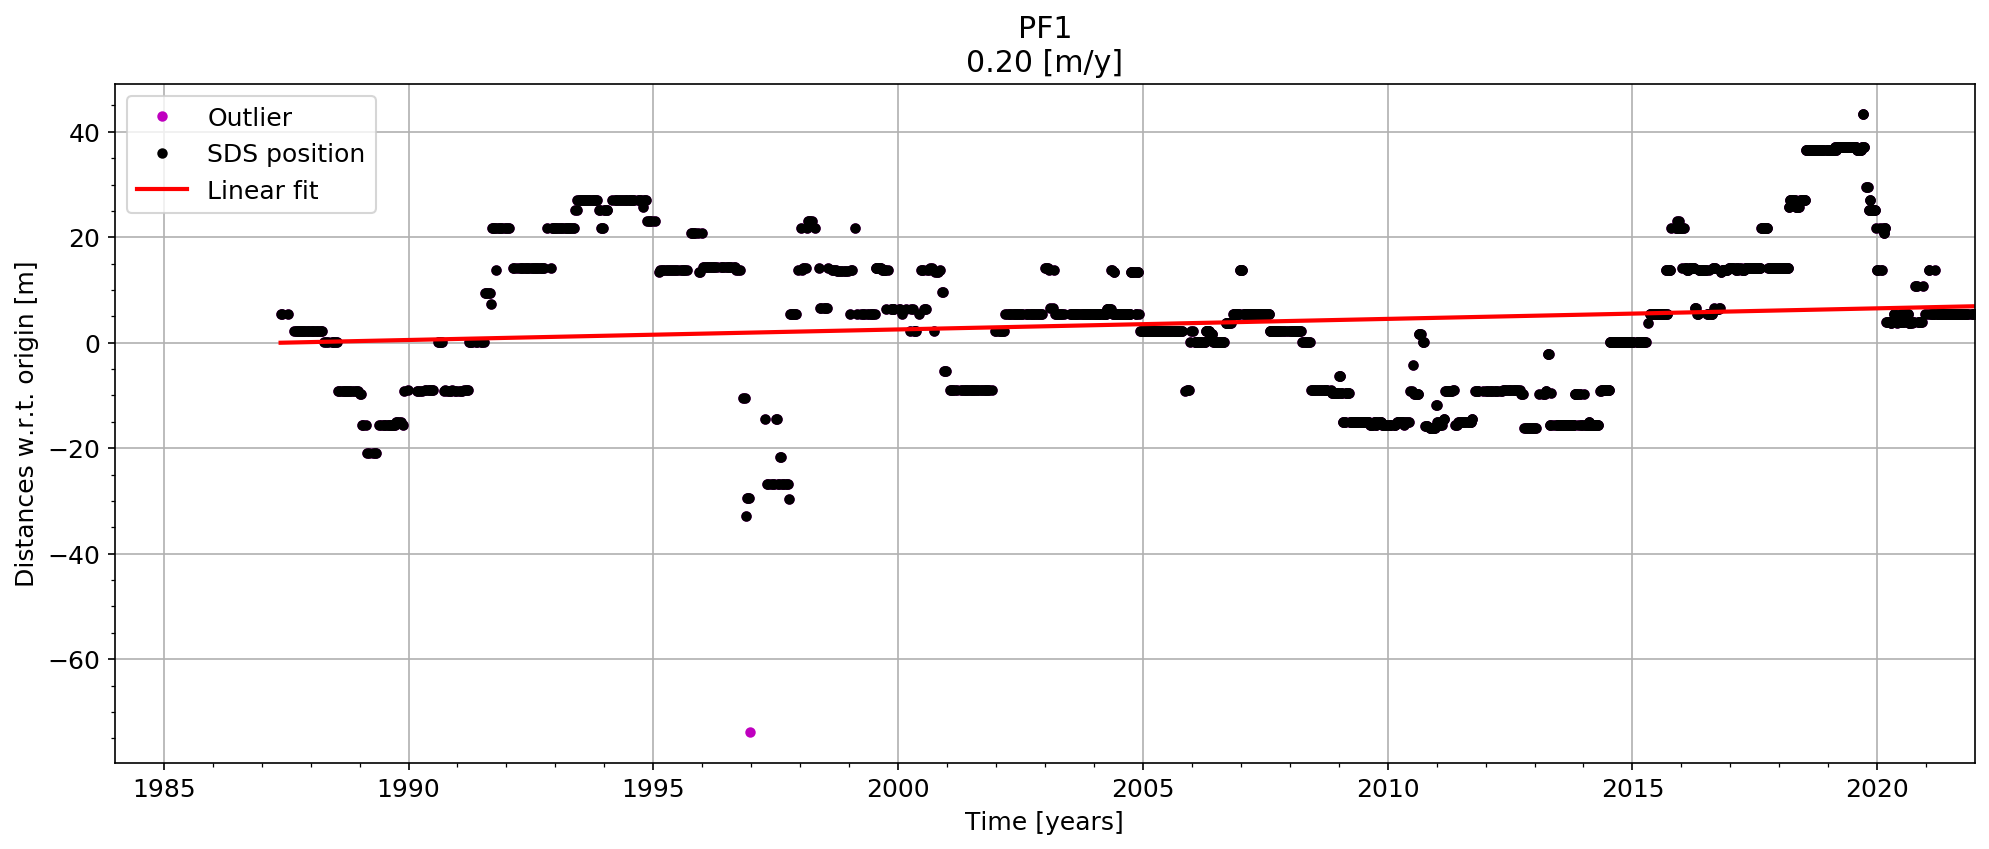 PF1
0.20 [m/y]
Outlier
SDS position
Linear fit
Distances w.r.t. origin [m]
40
20
0
−20
−40
−60
1985 1990 1995 2000 2005 2010 2015 2020
Time [years]